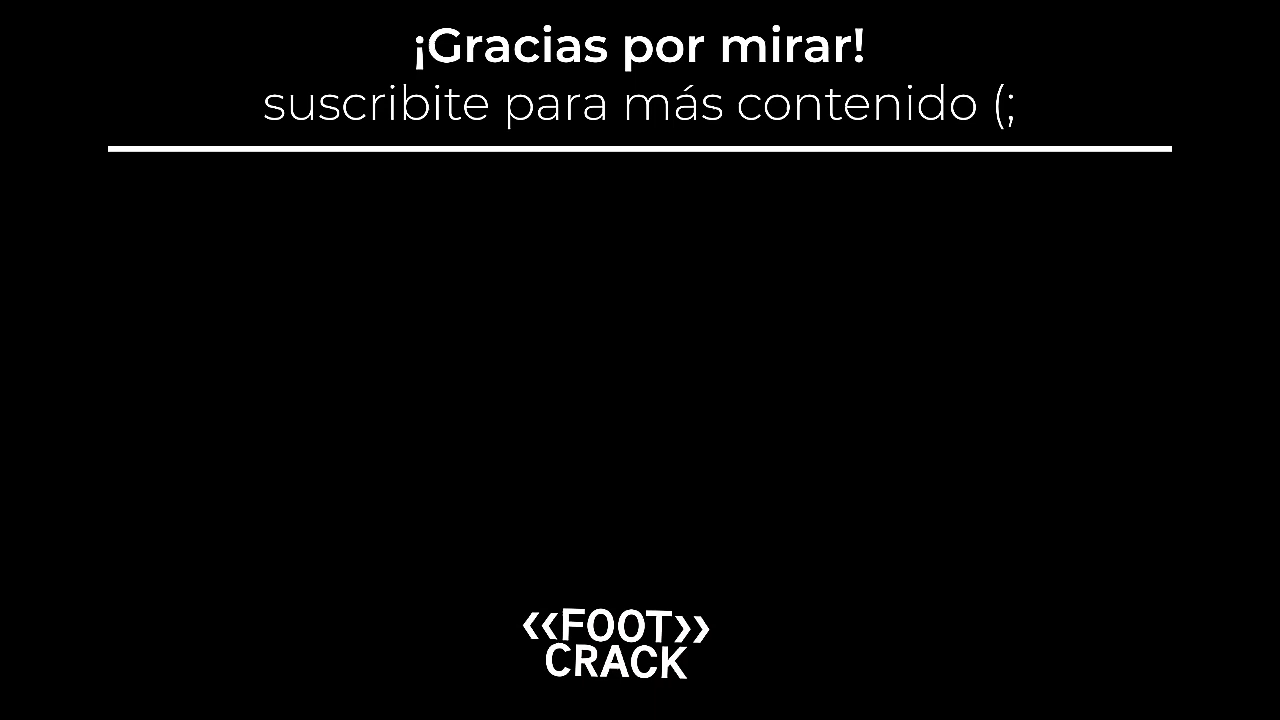 ¡Gracias por mirar!
suscribite para más contenido (;
‹‹FOOT››
CRACK